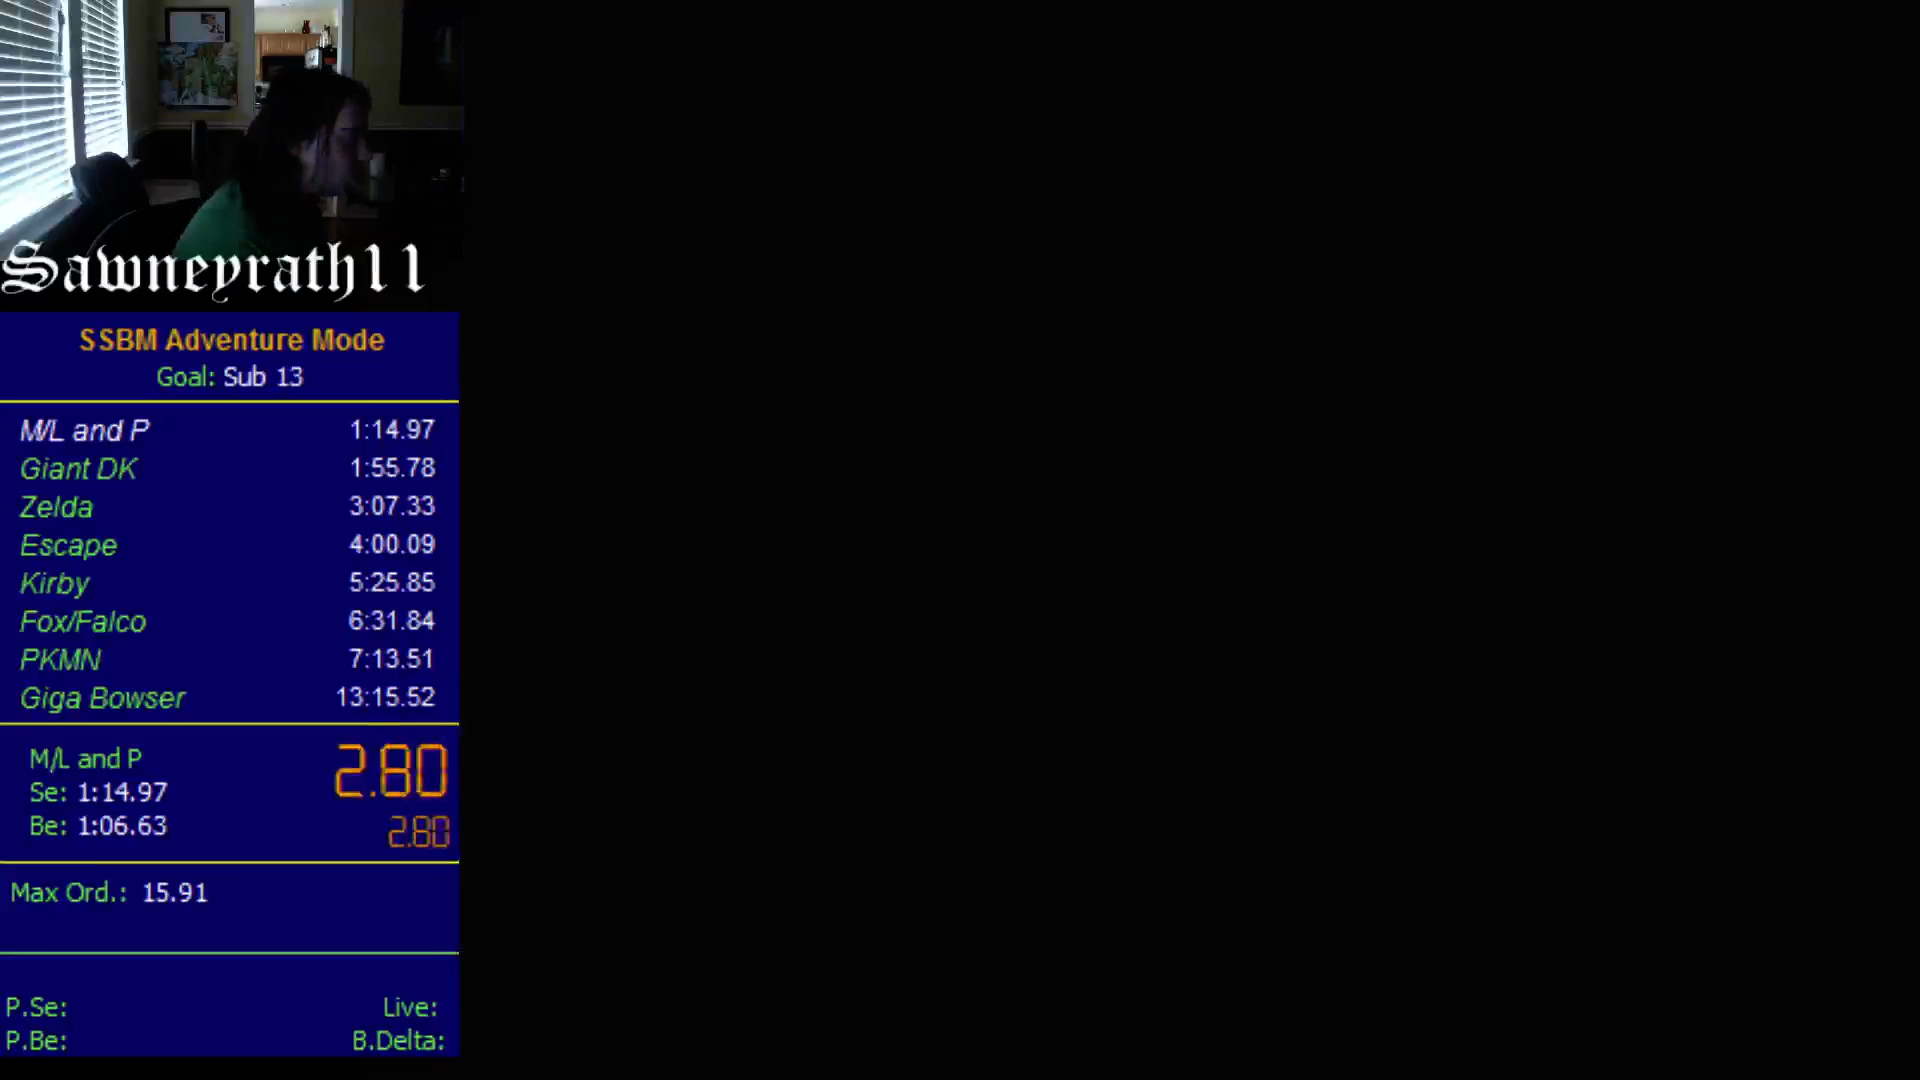 Sawneyrath11
SSBM Adventure Mode
Goal: Sub 13
M/L and P 1:14.97
Giant DK 1:55.78
Zelda 3:07.33
Escape 4:00.09
Kirby 5:25.85
Fox/Falco 6:31.84
PKMN 7:13.51
Giga Bowser 13:15.52
M/L and P 2.80
Se: 1:14.97
Be: 1:06.63 2.80
Max Ord.: 15.91
P.Se: Live:
P.Be: B.Delta: